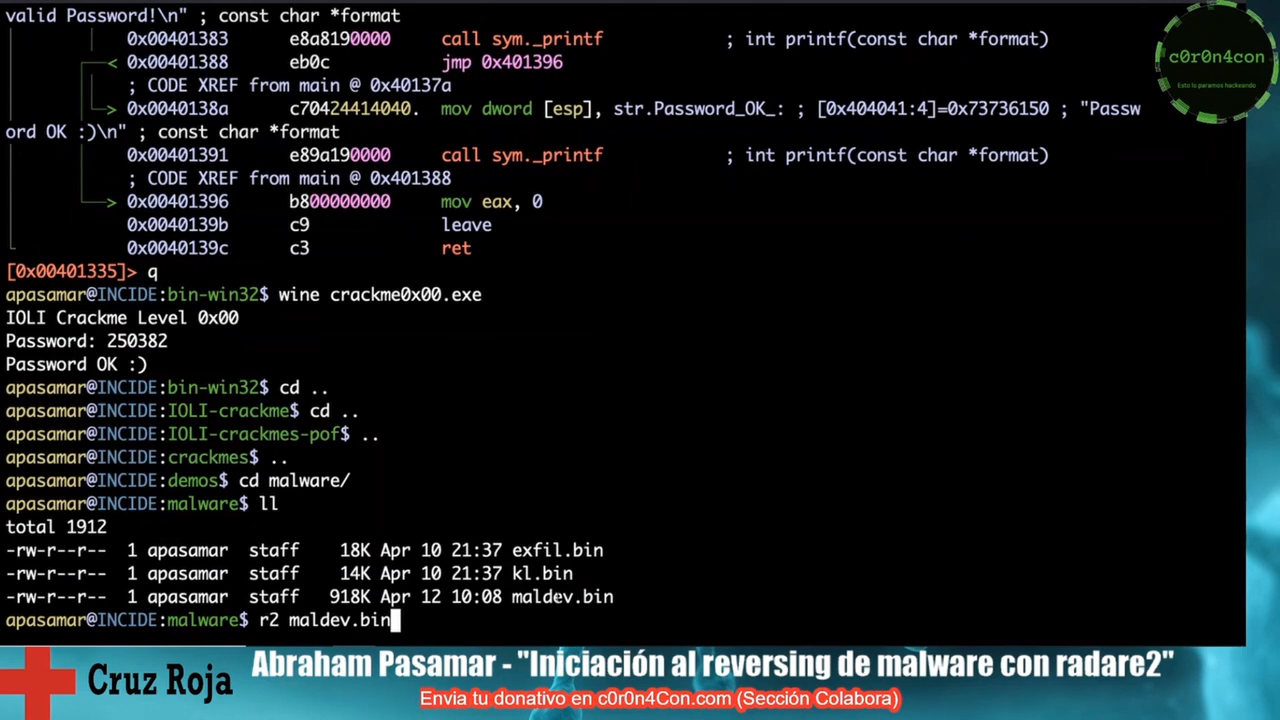 valid Password!\n" ; const char *format
0x00401383 e8a8190000 call sym._printf ; int printf(const char *format)
0x00401388 eb0c jmp 0x401396
; CODE XREF from main @ 0x40137a
0x0040138a c70424414040. mov dword [esp], str.Password_OK_: ; [0x404041:4]=0x73736150 ; "Passw
ord OK :)\n" ; const char *format
0x00401391 e89a190000 call sym._printf ; int printf(const char *format)
; CODE XREF from main @ 0x401388
0x00401396 b800000000 mov eax, 0
0x0040139b c9 leave
0x0040139c c3 ret
[0x00401335]> q
apasamar@INCIDE:bin-win32$ wine crackme0x00.exe
IOLI Crackme Level 0x00
Password: 250382
Password OK :)
apasamar@INCIDE:bin-win32$ cd ..
apasamar@INCIDE:IOLI-crackme$ cd ..
apasamar@INCIDE:IOLI-crackmes-pof$ ..
apasamar@INCIDE:crackmes$ ..
apasamar@INCIDE:demos$ cd malware/
apasamar@INCIDE:malware$ ll
total 1912
-rw-r--r-- 1 apasamar staff 18K Apr 10 21:37 exfil.bin
-rw-r--r-- 1 apasamar staff 14K Apr 10 21:37 kl.bin
-rw-r--r-- 1 apasamar staff 918K Apr 12 10:08 maldev.bin
apasamar@INCIDE:malware$ r2 maldev.bin
c0r0n4con
Esto lo paramos hackeando
Cruz Roja
Abraham Pasamar - "Iniciación al reversing de malware con radare2"
Envia tu donativo en c0r0n4Con.com (Sección Colabora)